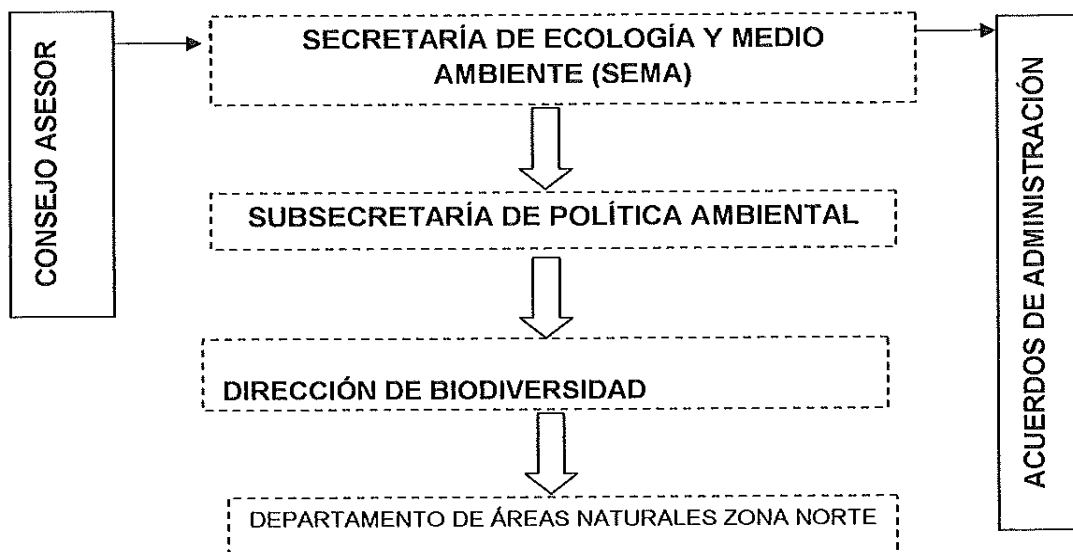 CONSEJO ASESOR
SECRETARÍA DE ECOLOGÍA Y MEDIO
AMBIENTE (SEMA)
SUBSECRETARÍA DE POLÍTICA AMBIENTAL
DIRECCIÓN DE BIODIVERSIDAD
DEPARTAMENTO DE ÁREAS NATURALES ZONA NORTE
ACUERDOS DE ADMINISTRACIÓN